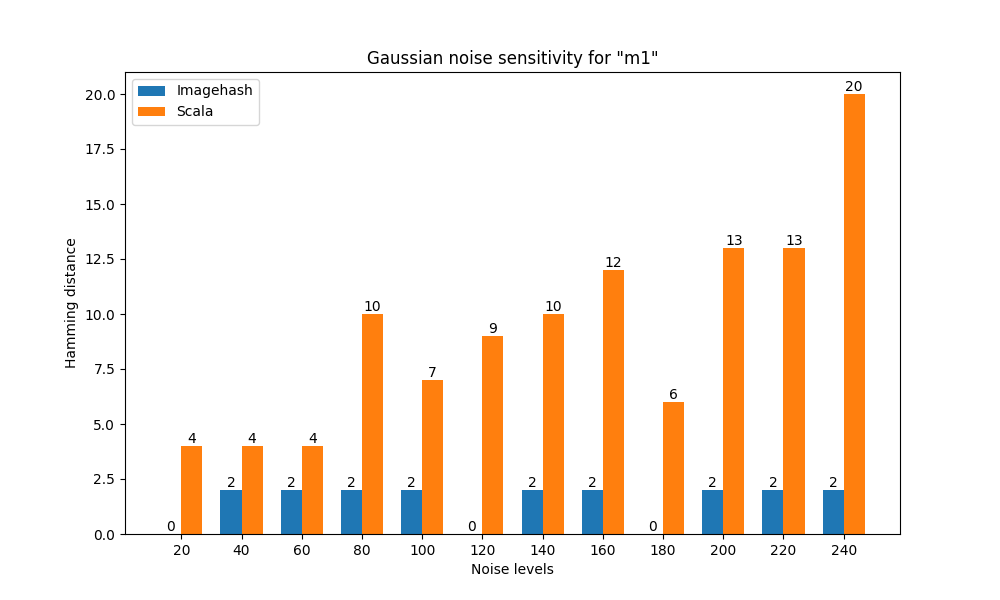 Gaussian noise sensitivity for "m1"
Imagehash
Scala
20.0
17.5
15.0
12.5
10.0
7.5
5.0
2.5
0.0
Hamming distance
0 4 2 4 2 4 2 10 2 7 0 9 2 10 2 12 0 6 2 13 2 13 2 20
20 40 60 80 100 120 140 160 180 200 220 240
Noise levels